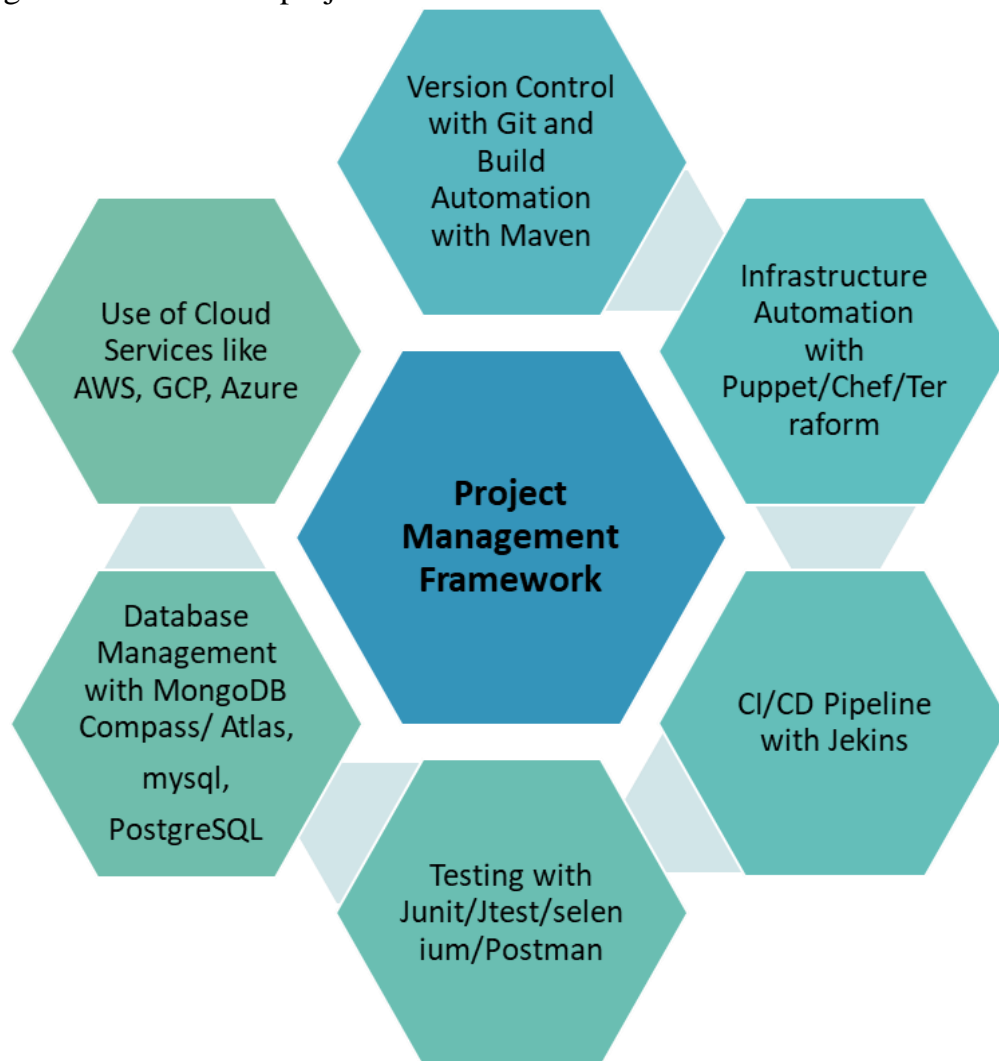 Version Control
with Git and
Build
Automation
with Maven
Infrastructure
Automation
with
Puppet/Chef/Ter
raform
CI/CD Pipeline
with Jekins
Testing with
Junit/Jtest/selen
ium/Postman
Database
Management
with MongoDB
Compass/ Atlas,
mysql,
PostgreSQL
Use of Cloud
Services like
AWS, GCP, Azure
Project
Management
Framework